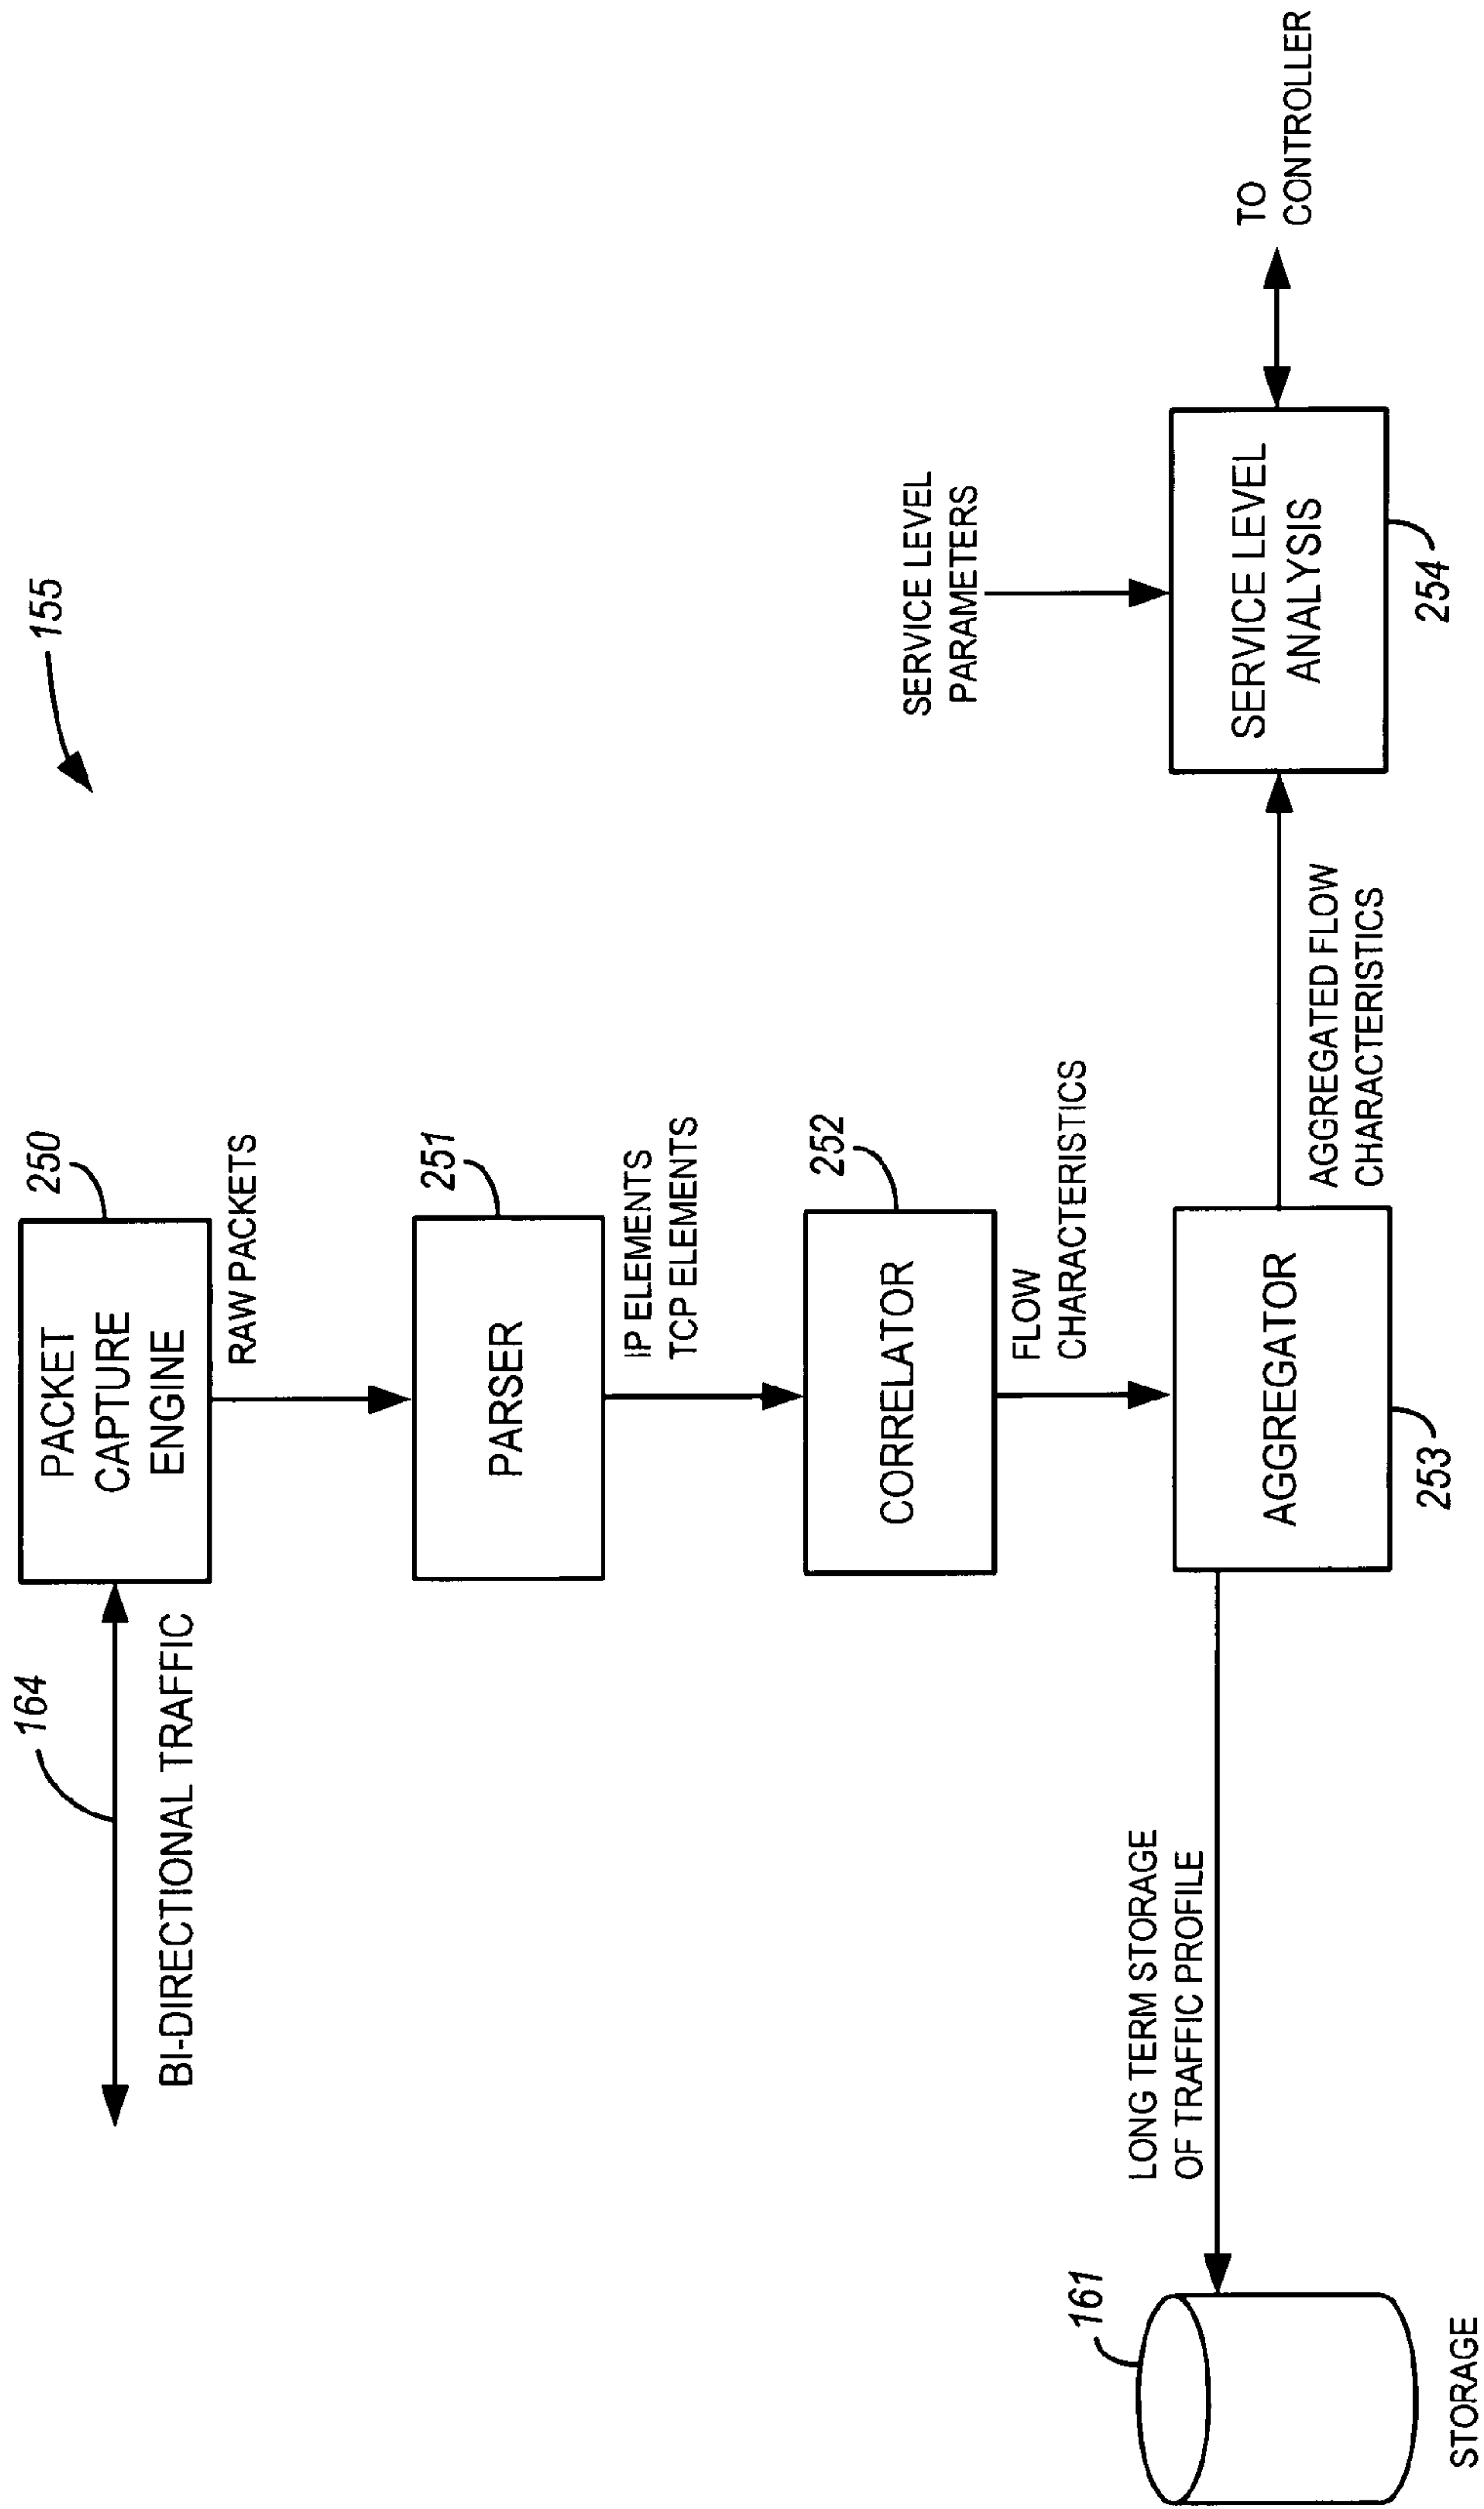 155
164
BI-DIRECTIONAL TRAFFIC
250
PACKET
CAPTURE
ENGINE
RAW PACKETS
251
PARSER
IP ELEMENTS
TCP ELEMENTS
252
CORRELATOR
FLOW
CHARACTERISTICS
161
STORAGE
LONG TERM STORAGE
OF TRAFFIC PROFILE
AGGREGATOR
253
AGGREGATED FLOW
CHARACTERISTICS
SERVICE LEVEL
PARAMETERS
SERVICE LEVEL
ANALYSIS
254
TO
CONTROLLER